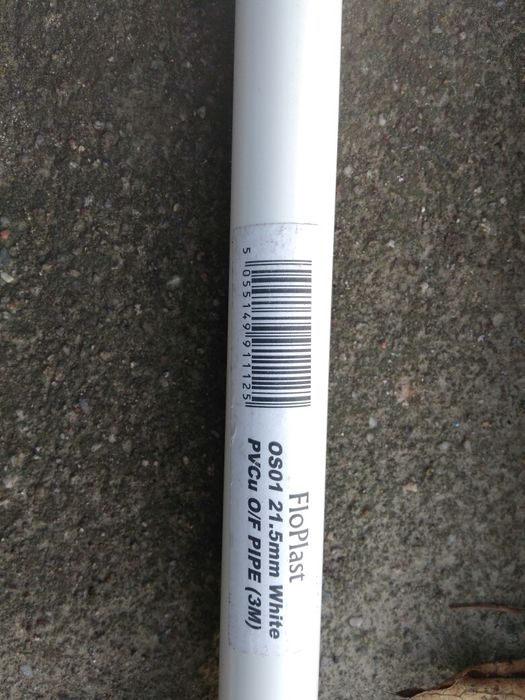 5 055149 911125
FloPlast
OS01 21.5mm White
PVCu O/F PIPE (3M)